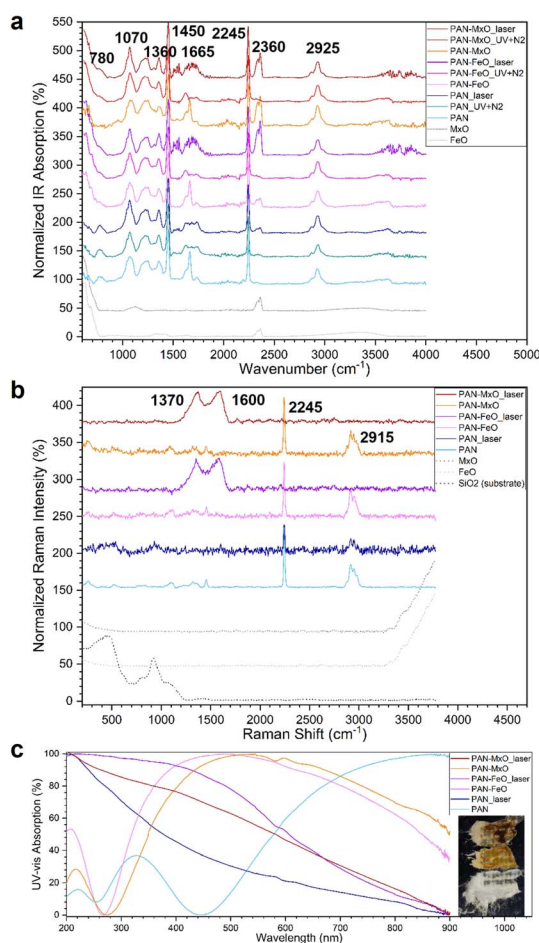 a
550
500
450
400
350
300
250
200
150
100
50
0
Normalized IR Absorption (%)
780
1070
1360
1450
1665
2245
2360
2925
PAN-MxO_laser
PAN-MxO_UV+N2
PAN-MxO
PAN-FeO_laser
PAN-FeO_UV+N2
PAN-FeO
PAN_laser
PAN_UV+N2
PAN
MxO
FeO
1000 2000 3000 4000 5000
Wavenumber (cm-1)
b
400
350
300
250
200
150
100
50
0
Normalized Raman Intensity (%)
1370
1600
2245
2915
PAN-MxO_laser
PAN-MxO
PAN-FeO_laser
PAN-FeO
PAN_laser
PAN
MxO
FeO
SiO2 (substrate)
500 1000 1500 2000 2500 3000 3500 4000 4500
Raman Shift (cm-1)
c
100
80
60
40
20
0
UV-vis Absorption (%)
PAN-MxO_laser
PAN-MxO
PAN-FeO_laser
PAN-FeO
PAN_laser
PAN
200 300 400 500 600 700 800 900 1000
Wavelength (nm)